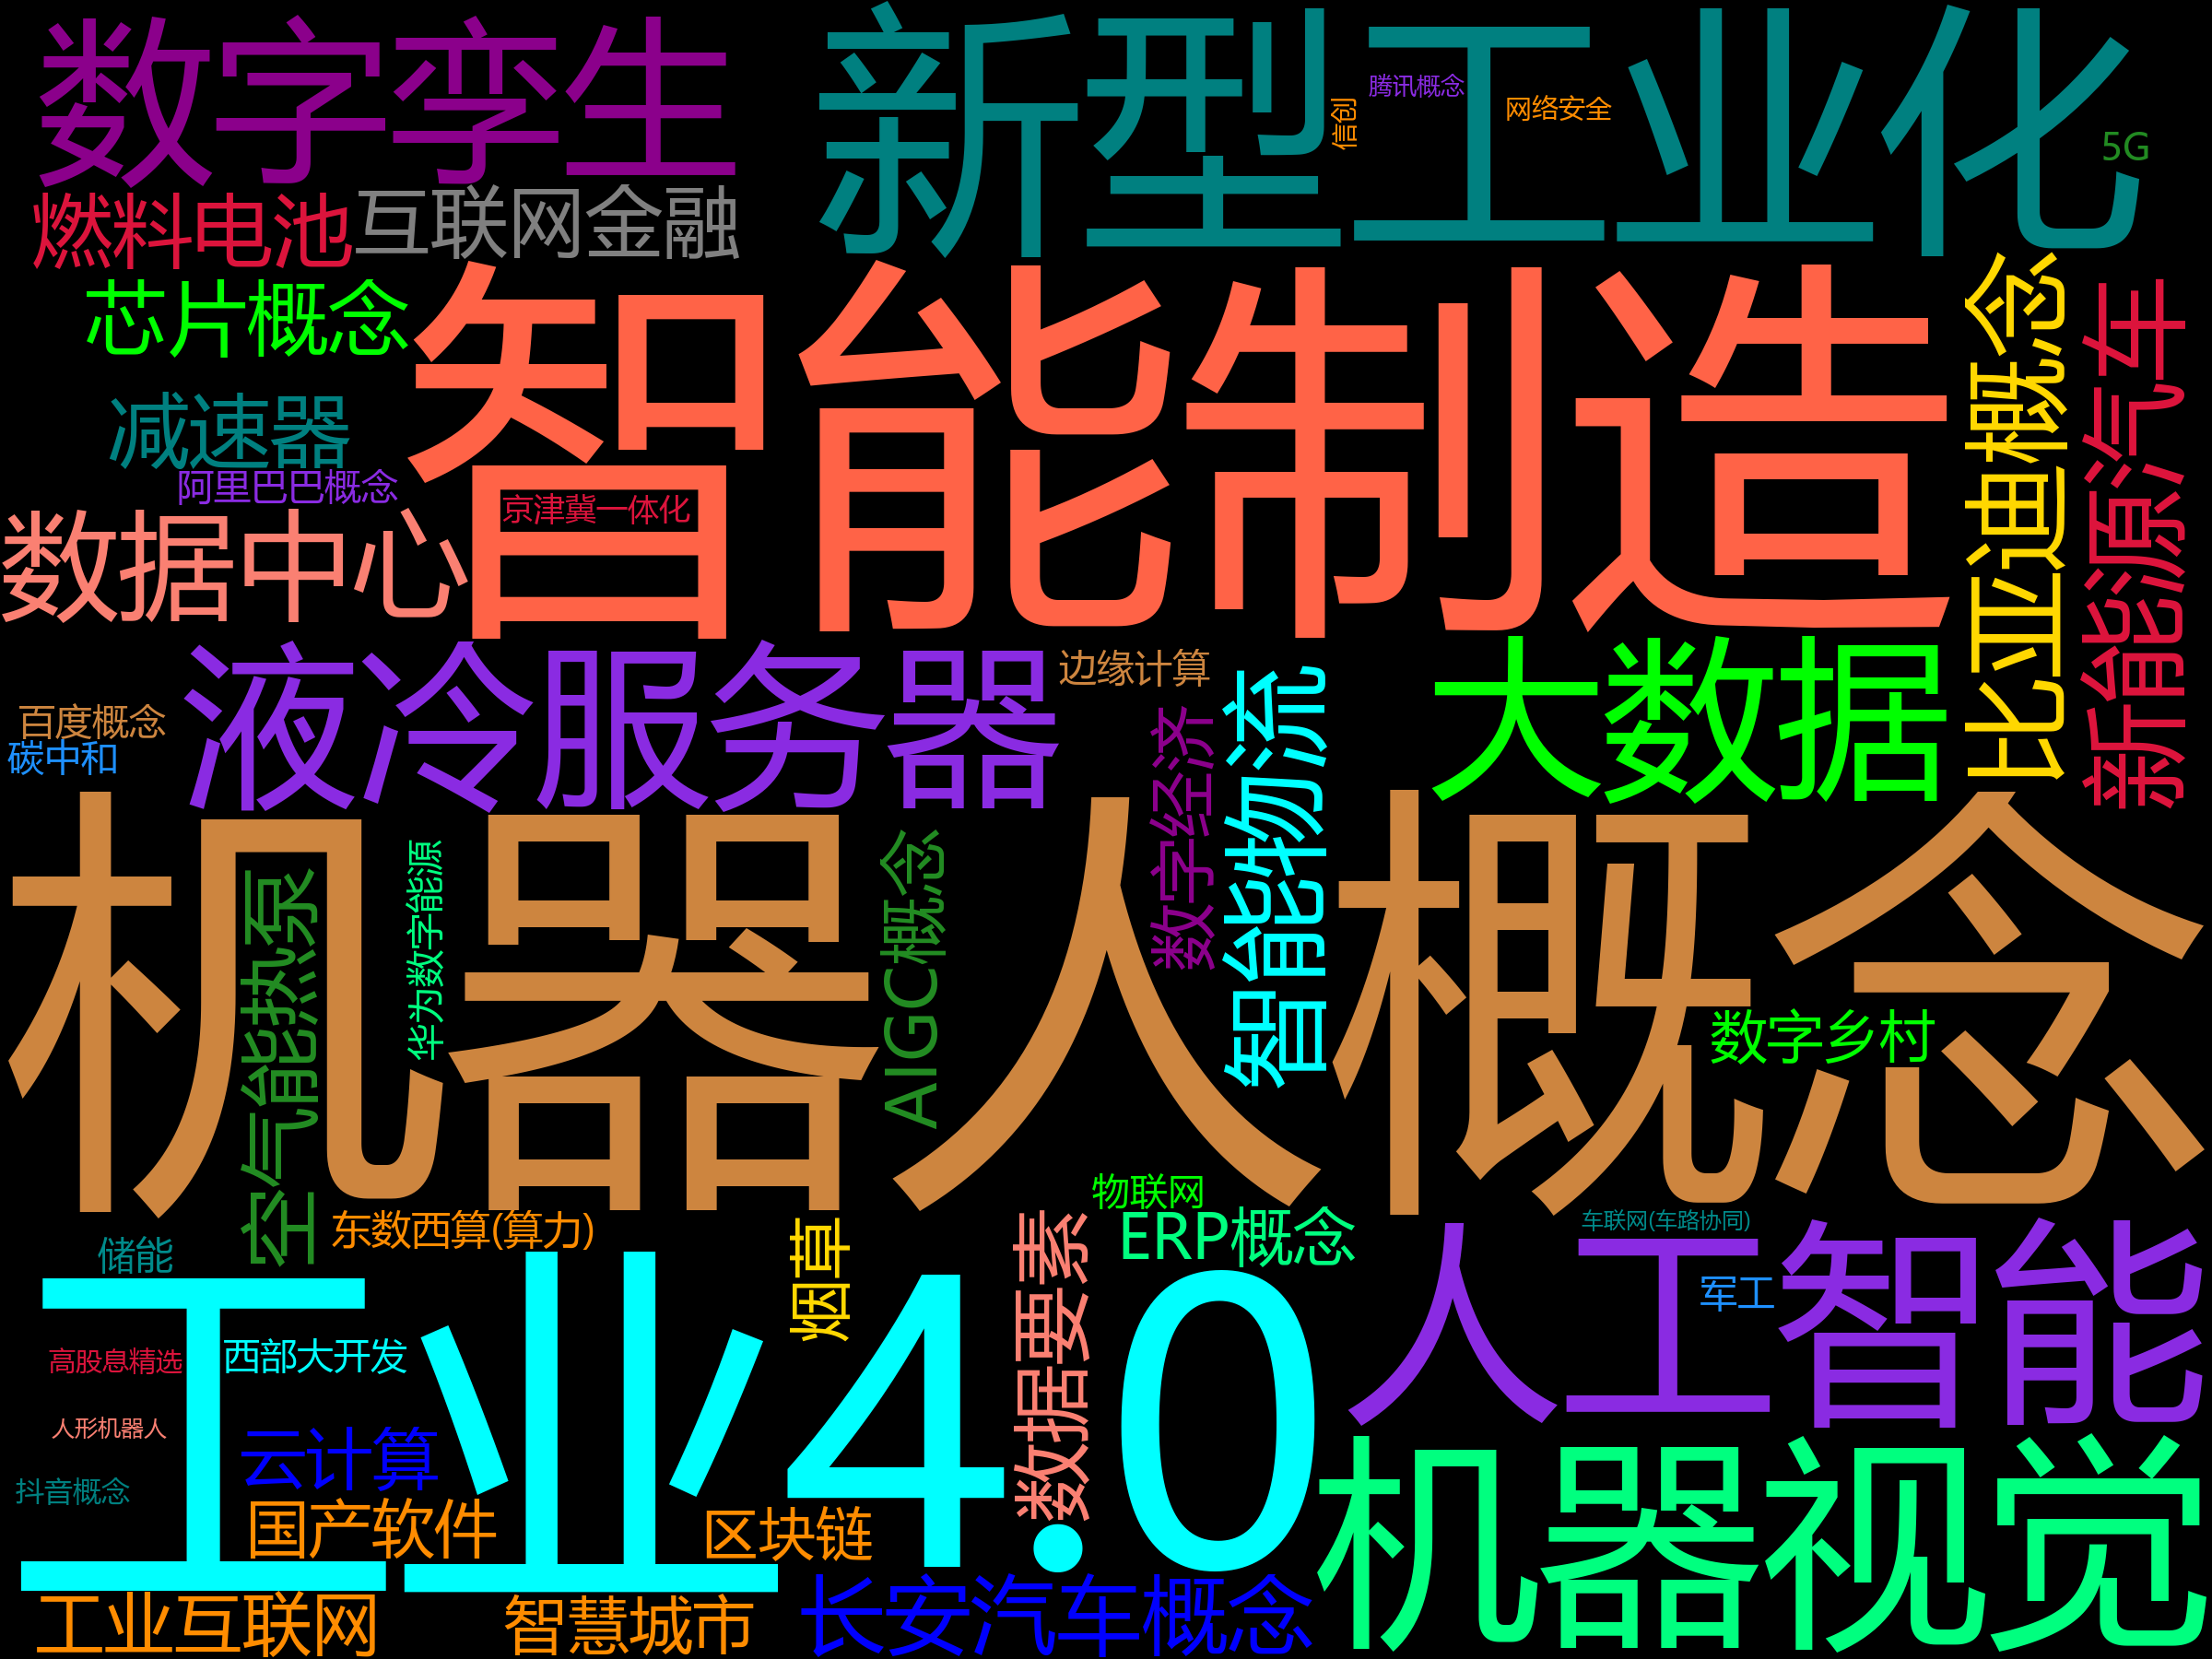 数字孪生
新型工业化
腾讯概念
网络安全
信创
5G
燃料电池
互联网金融
芯片概念
智能制造
比亚迪概念
新能源汽车
减速器
阿里巴巴概念
京津冀一体化
数据中心
液冷服务器
边缘计算
大数据
百度概念
碳中和
智能物流
数字经济
机器人概念
空气能热泵
华为数字能源
AIGC概念
数字乡村
物联网
东数西算(算力)
烟草
数据要素
ERP概念
车联网(车路协同)
储能
军工
人工智能
工业4.0
高股息精选
西部大开发
人形机器人
云计算
机器视觉
抖音概念
国产软件
区块链
工业互联网
智慧城市
长安汽车概念